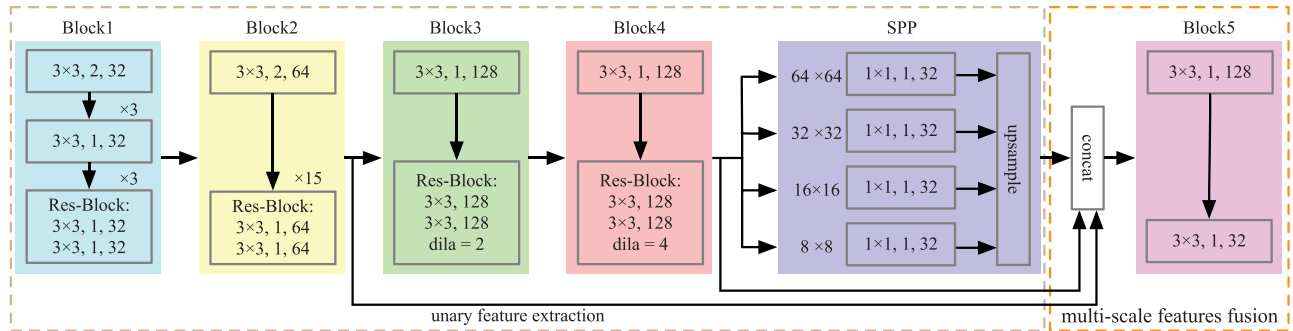 Block1
3×3, 2, 32
×3
3×3, 1, 32
×3
Res-Block:
3×3, 1, 32
3×3, 1, 32
Block2
3×3, 2, 64
×15
Res-Block:
3×3, 1, 64
3×3, 1, 64
Block3
3×3, 1, 128
Res-Block:
3×3, 128
3×3, 128
dila = 2
Block4
3×3, 1, 128
Res-Block:
3×3, 128
3×3, 128
dila = 4
SPP
64 ×64
1×1, 1, 32
32 ×32
1×1, 1, 32
16×16
1×1, 1, 32
8 ×8
1×1, 1, 32
upsample
concat
Block5
3×3, 1, 128
3×3, 1, 32
unary feature extraction
multi-scale features fusion